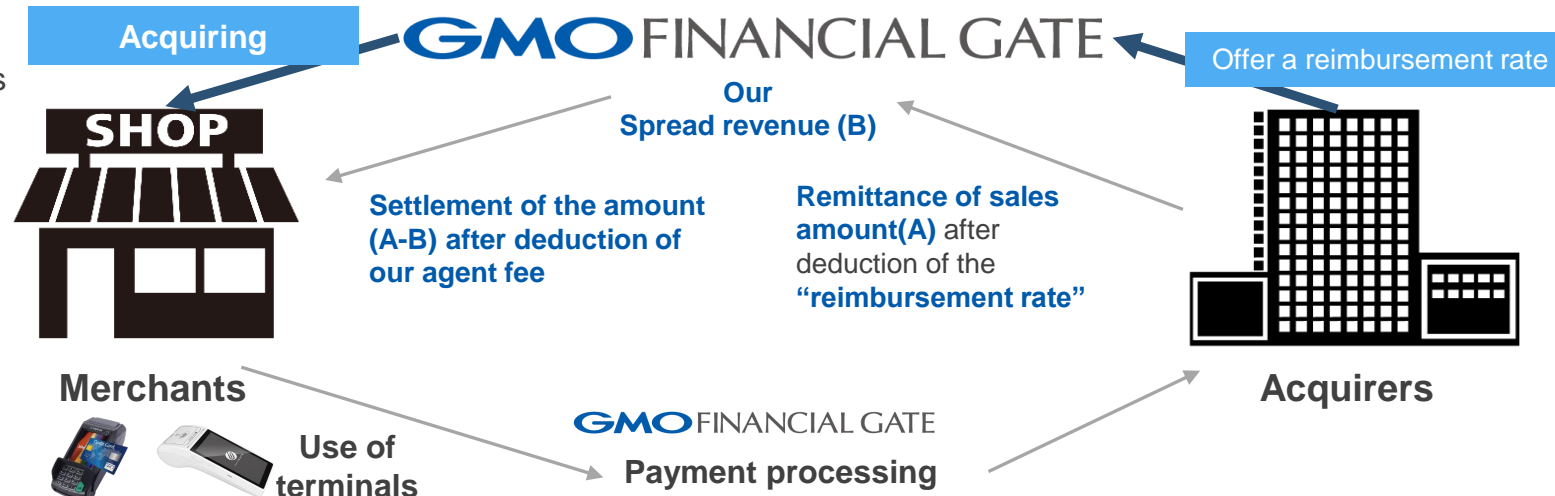 Acquiring
GMO FINANCIAL GATE
Offer a reimbursement rate
s
SHOP
Our
Spread revenue (B)
Settlement of the amount
(A-B) after deduction of
our agent fee
Remittance of sales
amount(A) after
deduction of the
“reimbursement rate”
Merchants
Acquirers
Use of
terminals
GMO FINANCIAL GATE
Payment processing